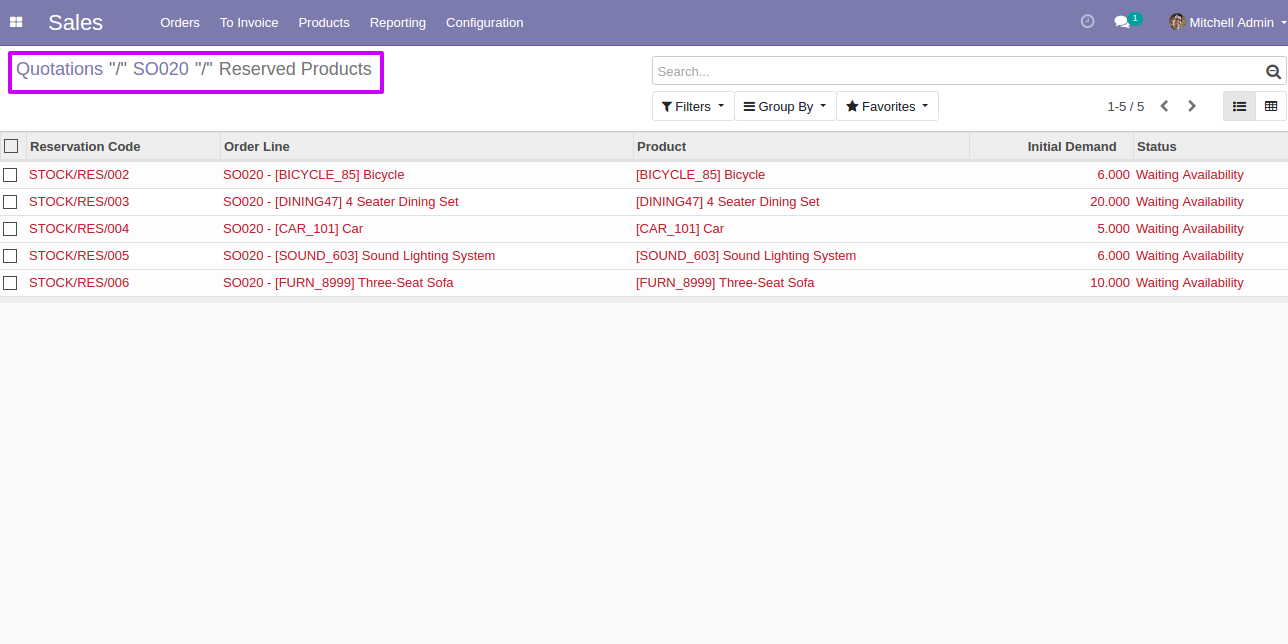 Sales Orders To Invoice Products Reporting Configuration 1 Mitchell Admin
Quotations "/" SO020 "/" Reserved Products
Search...
Filters Group By Favorites 1-5 / 5
Reservation Code Order Line Product Initial Demand Status
STOCK/RES/002 SO020 - [BICYCLE_85] Bicycle [BICYCLE_85] Bicycle 6.000 Waiting Availability
STOCK/RES/003 SO020 - [DINING47] 4 Seater Dining Set [DINING47] 4 Seater Dining Set 20.000 Waiting Availability
STOCK/RES/004 SO020 - [CAR_101] Car [CAR_101] Car 5.000 Waiting Availability
STOCK/RES/005 SO020 - [SOUND_603] Sound Lighting System [SOUND_603] Sound Lighting System 6.000 Waiting Availability
STOCK/RES/006 SO020 - [FURN_8999] Three-Seat Sofa [FURN_8999] Three-Seat Sofa 10.000 Waiting Availability